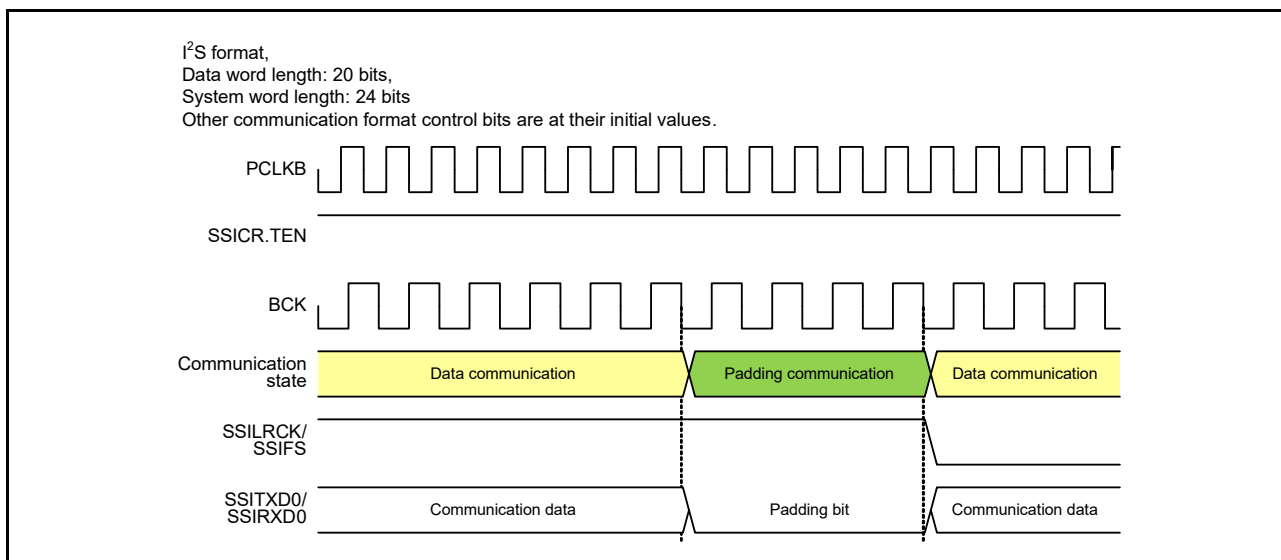 I²S format,
Data word length: 20 bits,
System word length: 24 bits
Other communication format control bits are at their initial values.
PCLKB
SSICR.TEN
BCK
Communication
state
Data communication
Padding communication
Data communication
SSILRCK/
SSIFS
SSITXD0/
SSIRXD0
Communication data
Padding bit
Communication data